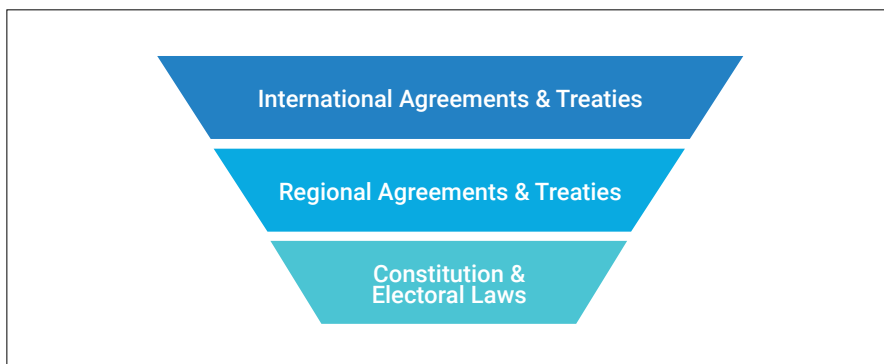 International Agreements & Treaties
Regional Agreements & Treaties
Constitution &
Electoral Laws